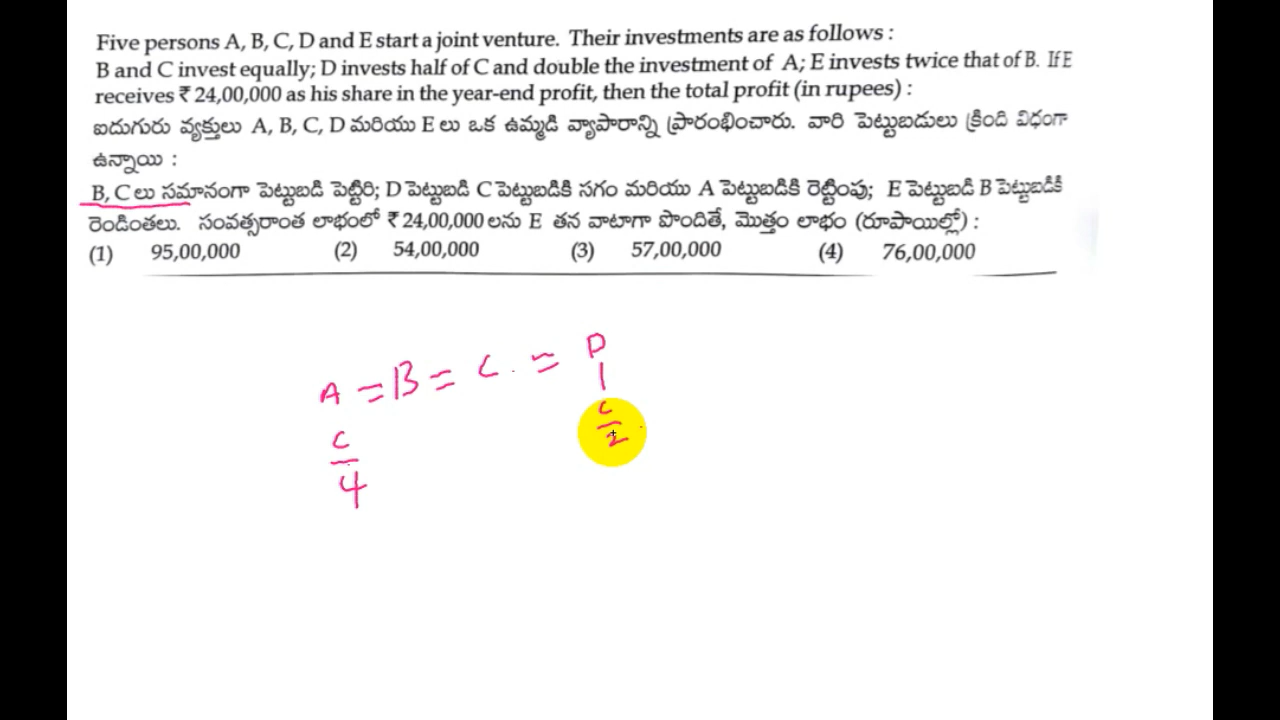 Five persons A, B, C, D and E start a joint venture. Their investments are as follows :
B and C invest equally; D invests half of C and double the investment of A; E invests twice that of B. If E
receives ₹ 24,00,000 as his share in the year-end profit, then the total profit (in rupees) :
ఐదుగురు వ్యక్తులు A, B, C, D మరియు E లు ఒక ఉమ్మడి వ్యాపారాన్ని ప్రారంభించారు. వారి పెట్టుబడులు క్రింది విధంగా
ఉన్నాయి :
B, C లు సమానంగా పెట్టుబడి పెట్టిరి; D పెట్టుబడి C పెట్టుబడికి సగం మరియు A పెట్టుబడికి రెట్టింపు; E పెట్టుబడి B పెట్టుబడికి
రెండింతలు. సంవత్సరాంత లాభంలో ₹ 24,00,000 లను E తన వాటాగా పొందితే, మొత్తం లాభం (రూపాయిల్లో) :
(1) 95,00,000 (2) 54,00,000 (3) 57,00,000 (4) 76,00,000
A = B = C . = D
C/4 C/2